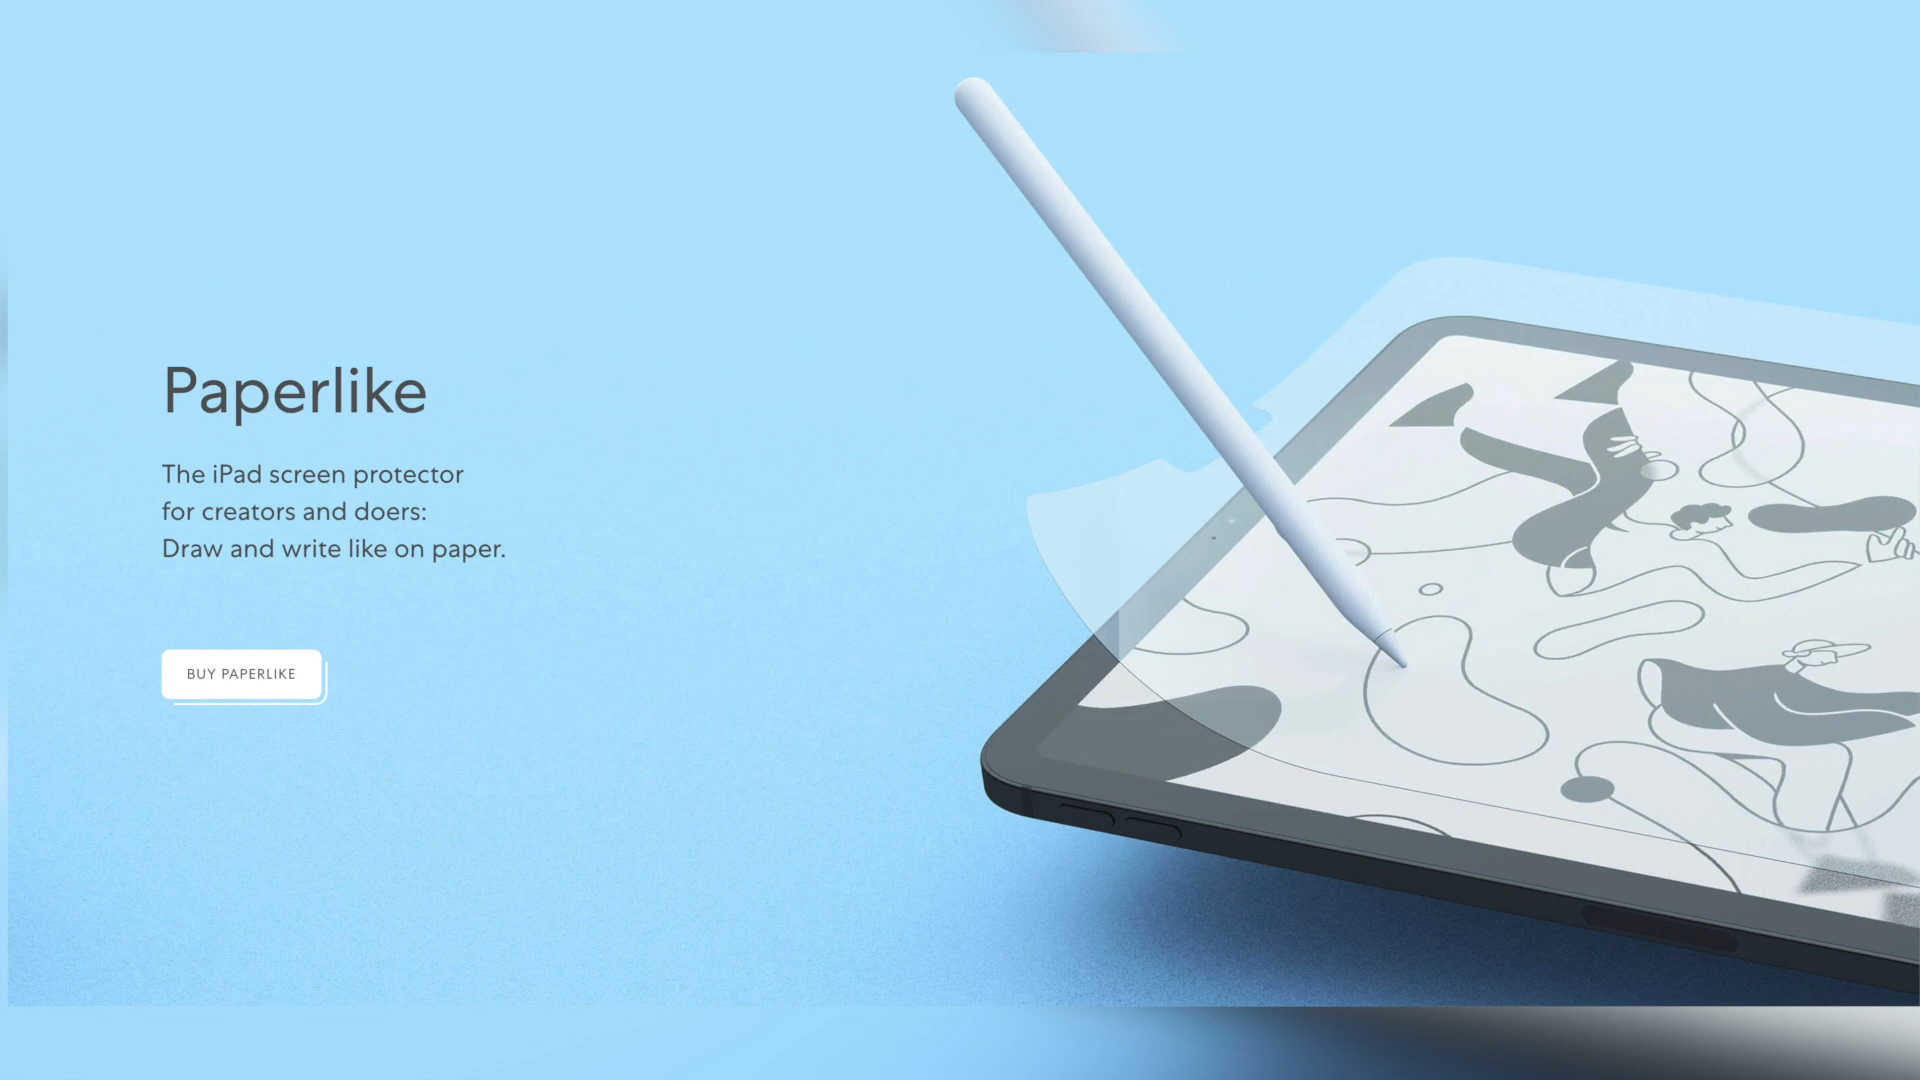 Paperlike
The iPad screen protector
for creators and doers:
Draw and write like on paper.
BUY PAPERLIKE